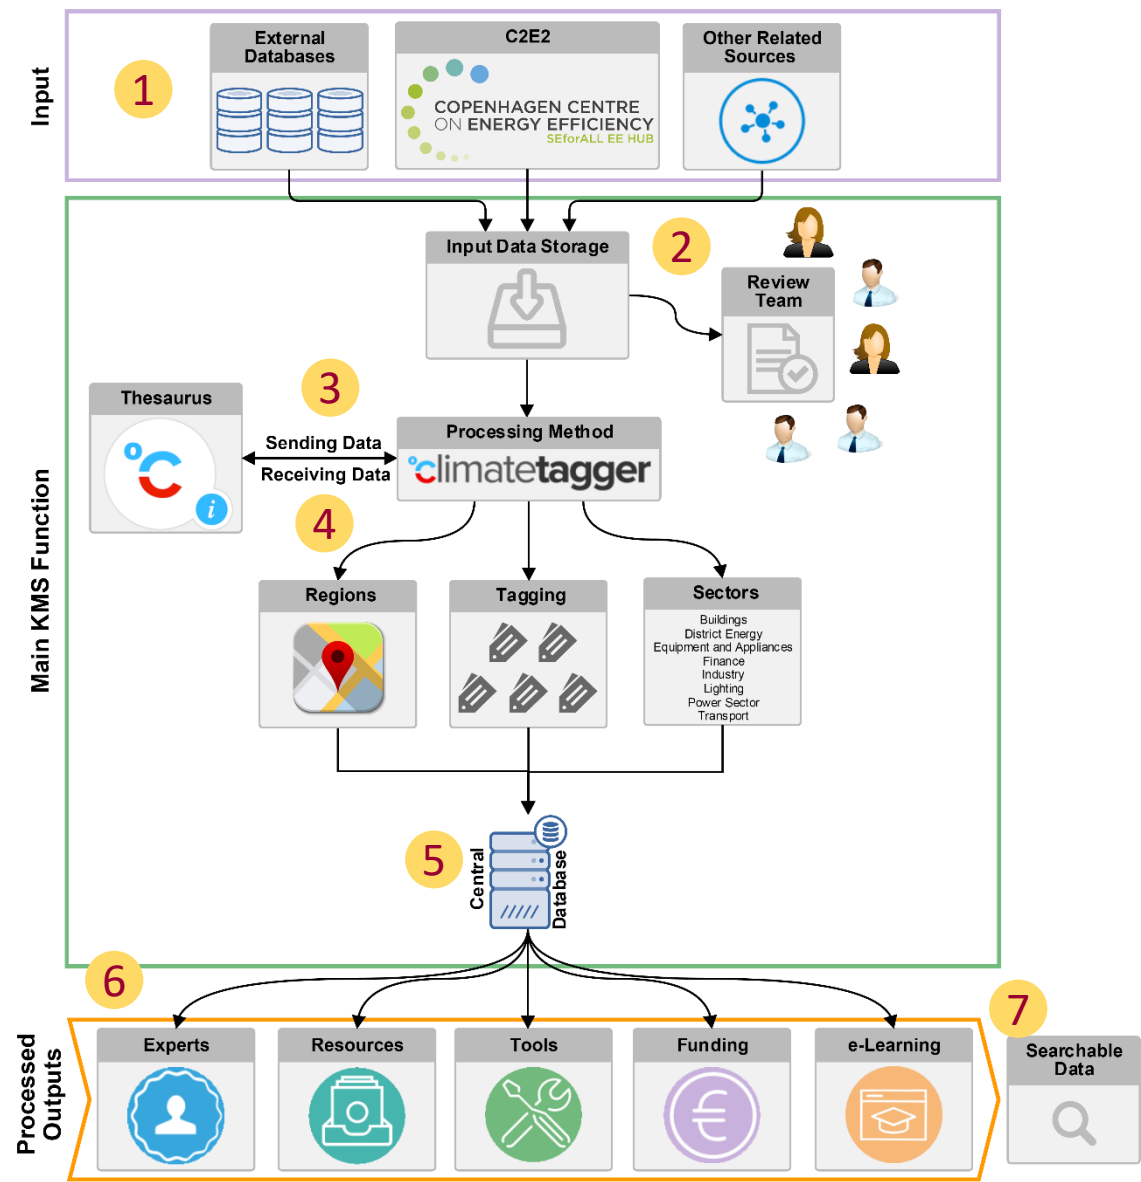 Input
1
External
Databases
C2E2
COPENHAGEN CENTRE
ON ENERGY EFFICIENCY
SEforALL EE HUB
Other Related
Sources
Main KMS Function
Input Data Storage
2
Review
Team
3
Thesaurus
°C
i
Sending Data
Receiving Data
Processing Method
°climatetagger
4
Regions
Tagging
Sectors
Buildings
District Energy
Equipment and Appliances
Finance
Industry
Lighting
Power Sector
Transport
5
Central
Database
6
Processed
Outputs
Experts
Resources
Tools
Funding
€
e-Learning
7
Searchable
Data